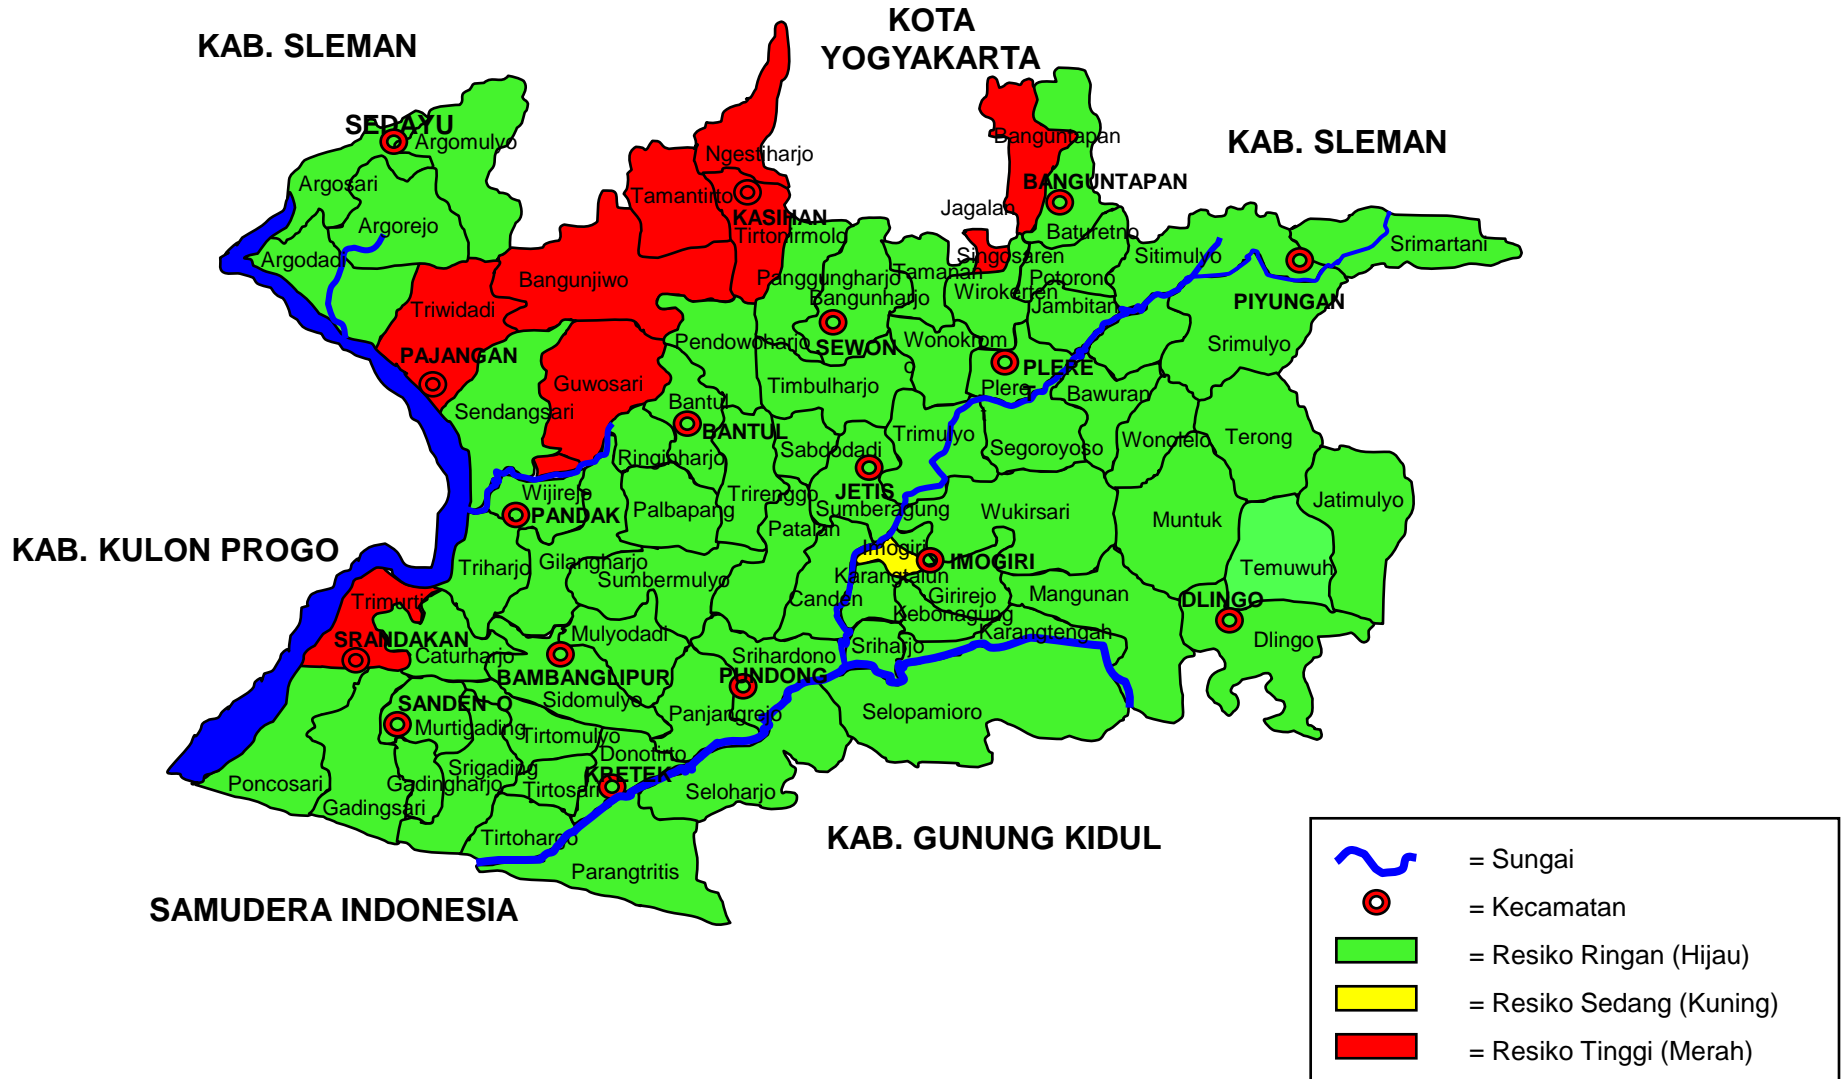 KOTA
YOGYAKARTA
KAB. SLEMAN
KAB. SLEMAN
SEDAYU
Argomulyo
Banguntapan
Ngestiharjo
Argosari
Tamantirto
BANGUNTAPAN
KASIHAN
Jagalan
Argorejo
Tirtonirmolo
Baturetno
Srimartani
Argodadi
Singosaren
Sitimulyo
Bangunjiwo
Panggungharjo
Tamanan
Potorono
Bangunharjo
Wirokerten
Jambitan
PIYUNGAN
Triwidadi
Pendowoharjo
SEWON
Wonokrom
o
Srimulyo
PAJANGAN
PLERE
T
Guwosari
Timbulharjo
Pleret
Bawuran
Sendangsari
Bantul
BANTUL
Trimulyo
Wonolelo
Terong
Sabdodadi
Segoroyoso
Ringinharjo
Wijirejo
Trirenggo
JETIS
Jatimulyo
PANDAK
Palbapang
Sumberagung
Wukirsari
Muntuk
Patalan
KAB. KULON PROGO
Imogiri
IMOGIRI
Triharjo
Gilangharjo
Sumbermulyo
Karangtalun
Temuwuh
Trimurti
Canden
Girirejo
Mangunan
DLINGO
Kebonagung
SRANDAKAN
Mulyodadi
Karangtengah
Dlingo
Caturharjo
Srihardono
Sriharjo
BAMBANGLIPUR
O
PUNDONG
SANDEN
Sidomulyo
Panjangrejo
Selopamioro
Murtigading
Tirtomulyo
Donotirto
Srigading
KRETEK
Poncosari
Gadingharjo
Tirtosari
Seloharjo
Gadingsari
Tirtohargo
KAB. GUNUNG KIDUL
Parangtritis
SAMUDERA INDONESIA
= Sungai
= Kecamatan
= Resiko Ringan (Hijau)
= Resiko Sedang (Kuning)
= Resiko Tinggi (Merah)